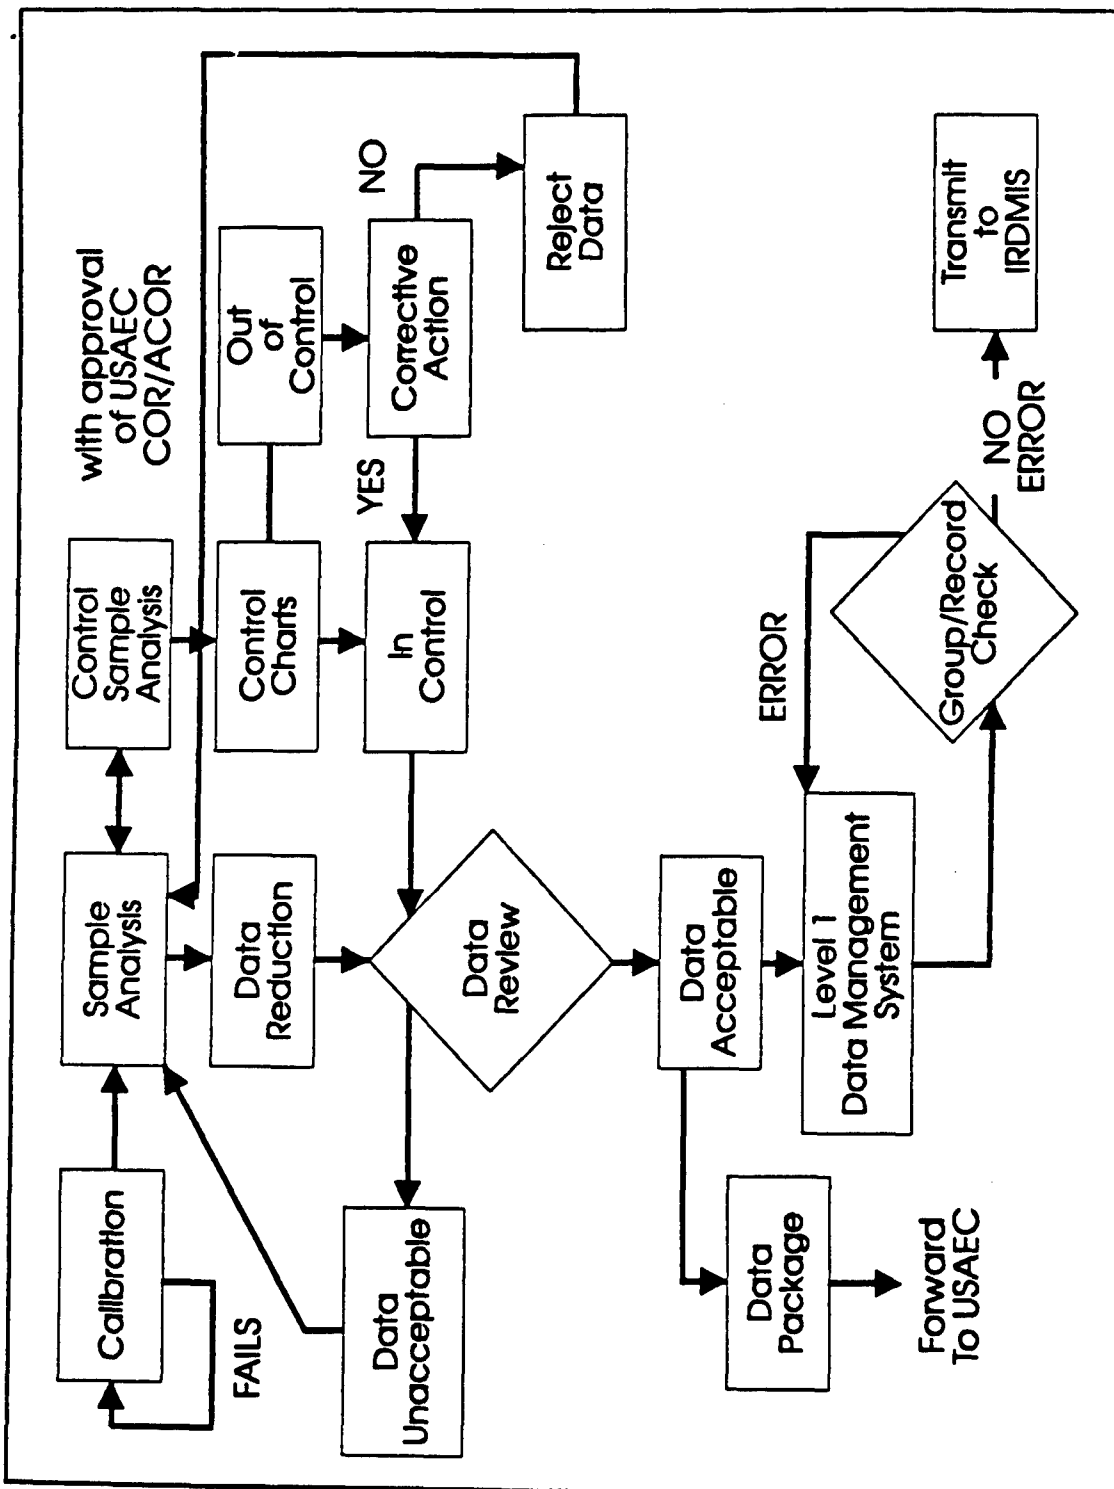 Calibration
FAILS
Sample
Analysis
Control
Sample
Analysis
with approval
of USAEC
COR/ACOR
Data
Reduction
Control
Charts
Out
of
Control
Data
Unacceptable
Data
Review
In
Control
YES
Corrective
Action
NO
Reject
Data
Data
Package
Forward
To USAEC
Data
Acceptable
Level 1
Data Management
System
ERROR
Group/Record
Check
NO
ERROR
Transmit
to
IRDMIS